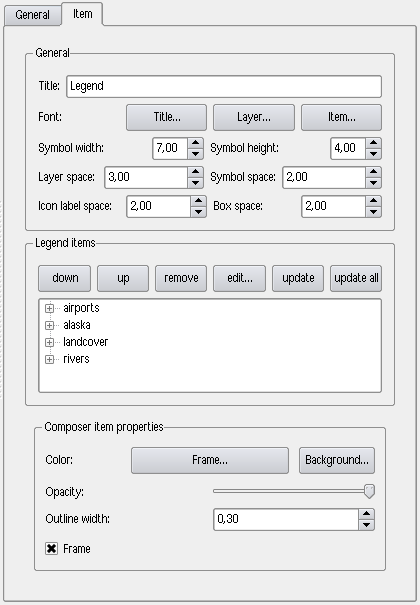 General Item
General
Title: Legend
Font: Title... Layer... Item...
Symbol width: 7,00 Symbol height: 4,00
Layer space: 3,00 Symbol space: 2,00
Icon label space: 2,00 Box space: 2,00
Legend items
down up remove edit... update update all
airports
alaska
landcover
rivers
Composer item properties
Color: Frame... Background...
Opacity:
Outline width: 0,30
Frame